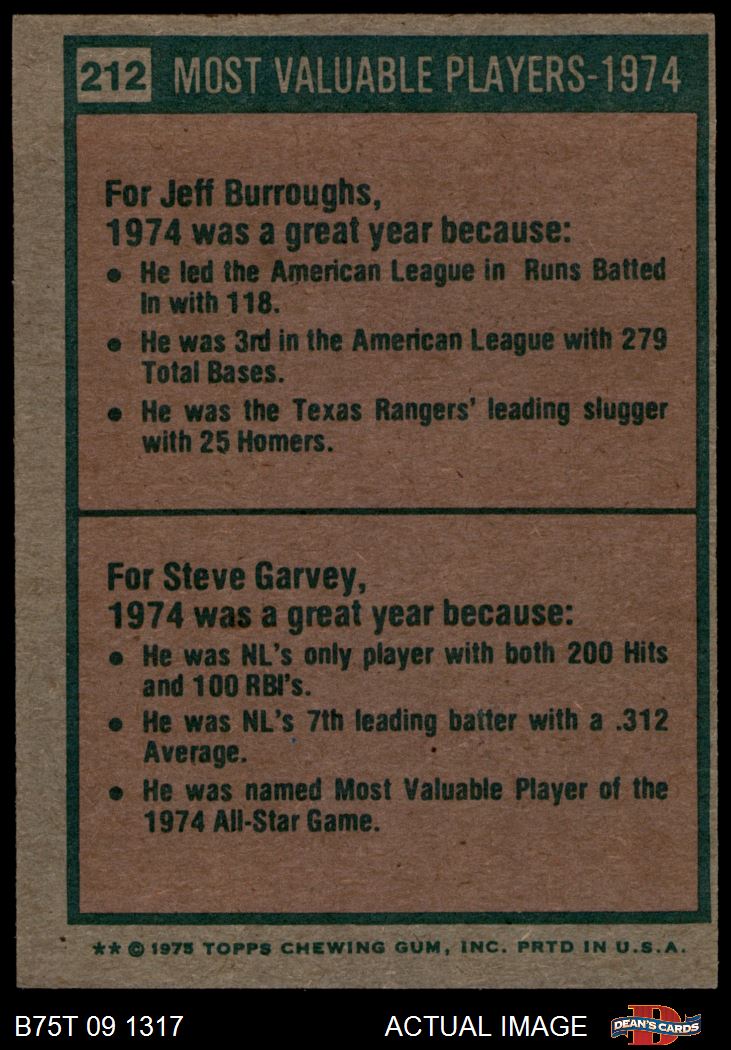 212 MOST VALUABLE PLAYERS-1974
For Jeff Burroughs,
1974 was a great year because:
• He led the American League in Runs Batted
In with 118.
• He was 3rd in the American League with 279
Total Bases.
• He was the Texas Rangers' leading slugger
with 25 Homers.
For Steve Garvey,
1974 was a great year because:
• He was NL's only player with both 200 Hits
and 100 RBI's.
• He was NL's 7th leading batter with a .312
Average.
• He was named Most Valuable Player of the
1974 All-Star Game.
** © 1975 TOPPS CHEWING GUM, INC. PRTD IN U.S.A.
B75T 09 1317 ACTUAL IMAGE D DEAN'S CARDS